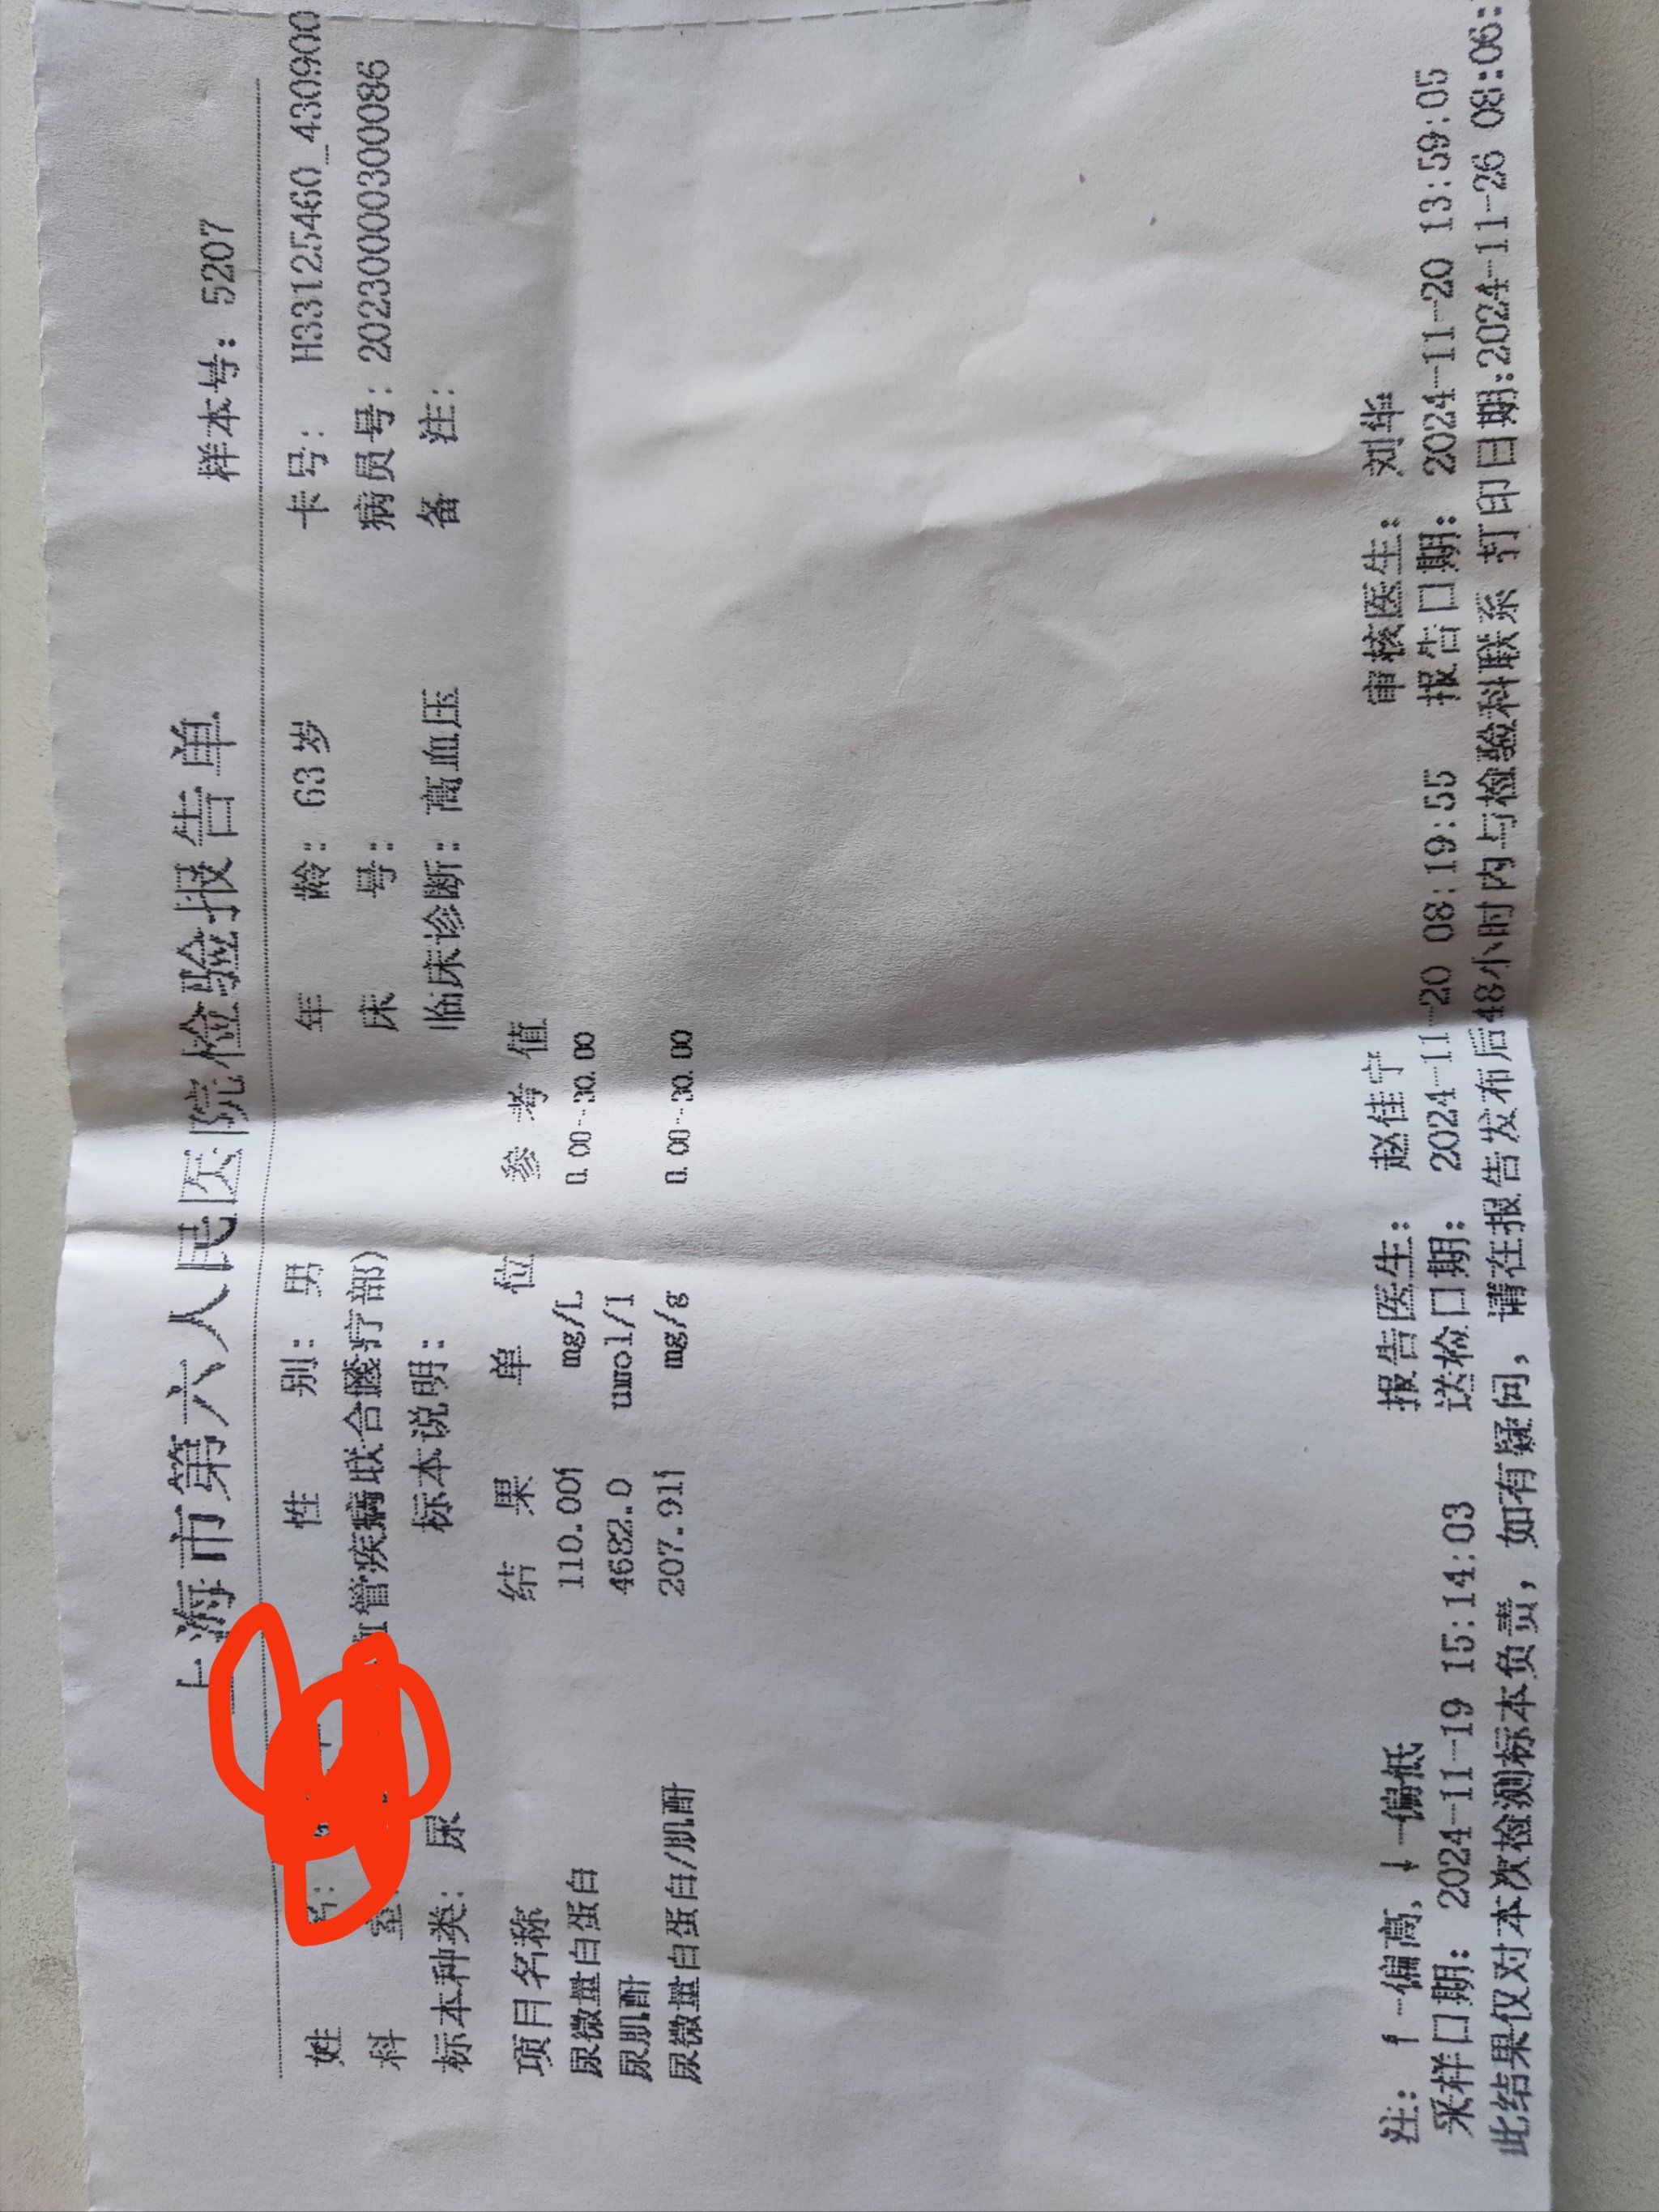 上海市第六人民医院检验报告单
样本号: 5207
姓 名: 性 别: 男 年 龄: 63岁 卡号: H33125460_430900
科 室: 血管疾病联合医疗部) 床 号: 病员号: 2023000030086
标本种类: 尿 标本说明: 临床诊断: 高血压 备 注:
项目名称 结 果 单 位 参 考 值
尿微量白蛋白 110.00↑ mg/L 0.00--30.00
尿肌酐 4682.0 umol/l
尿微量白蛋白/肌酐 207.91↑ mg/g 0.00--30.00
注: ↑--偏高, ↓--偏低 报告医生: 赵佳宁 审核医生: 刘华
采样日期: 2024-11-19 15:14:03 送检日期: 2024-11-20 08:19:55 报告日期: 2024-11-20 13:59:05
此结果仅对本次检测标本负责, 如有疑问, 请在报告发布后48小时内与检验科联系 打印日期:2024-11-26 08:06: